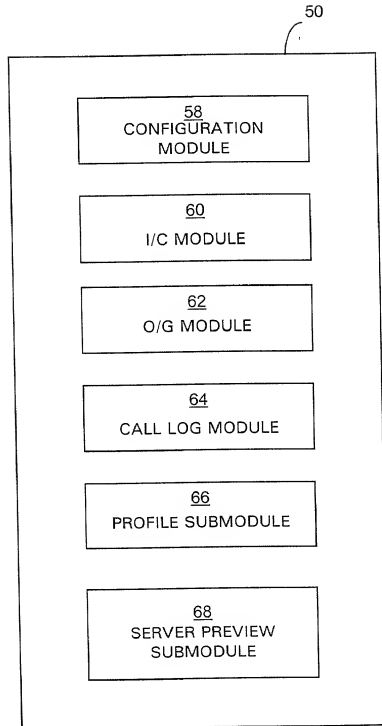 50
58
CONFIGURATION
MODULE
60
I/C MODULE
62
O/G MODULE
64
CALL LOG MODULE
66
PROFILE SUBMODULE
68
SERVER PREVIEW
SUBMODULE